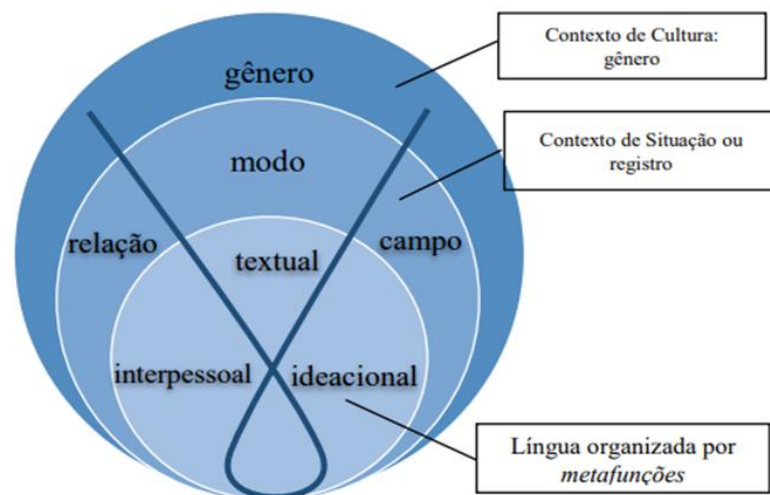 Contexto de Cultura:
gênero
gênero
Contexto de Situação ou
registro
modo
relação
campo
textual
interpessoal
ideacional
Língua organizada por
metafunções